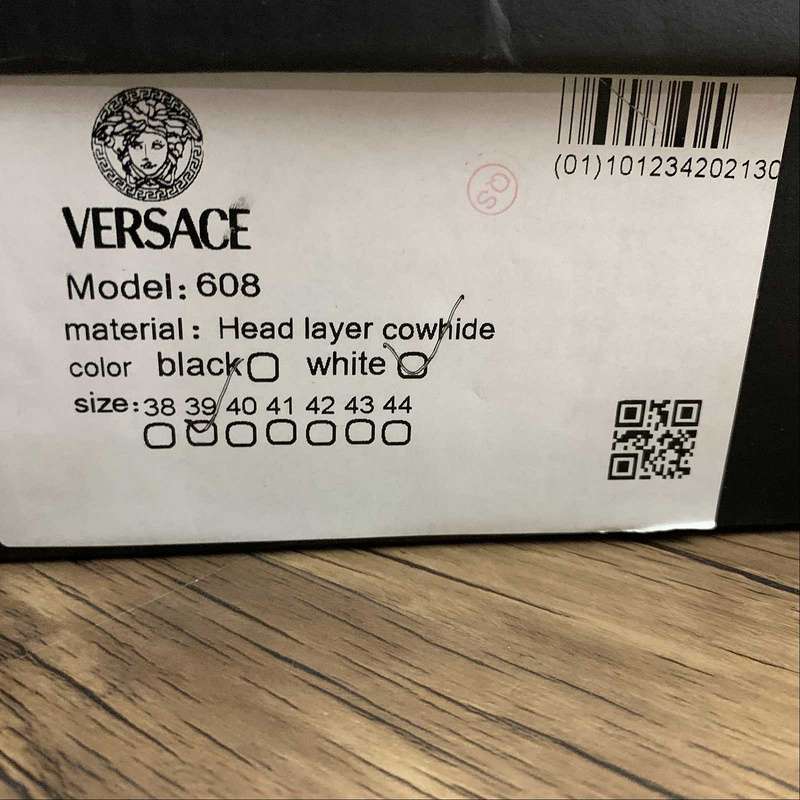 (01)101234202130
QS
VERSACE
Model: 608
material: Head layer cowhide
color black white
size: 38 39 40 41 42 43 44